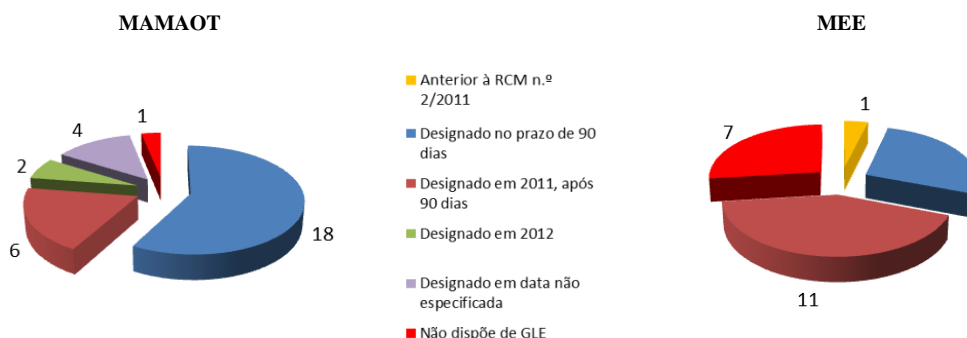 MAMAOT
MEE
1
4
2
6
18
Anterior à RCM n.º
2/2011
Designado no prazo de 90
dias
Designado em 2011, após
90 dias
Designado em 2012
Designado em data não
especificada
Não dispõe de GLE
1
7
11